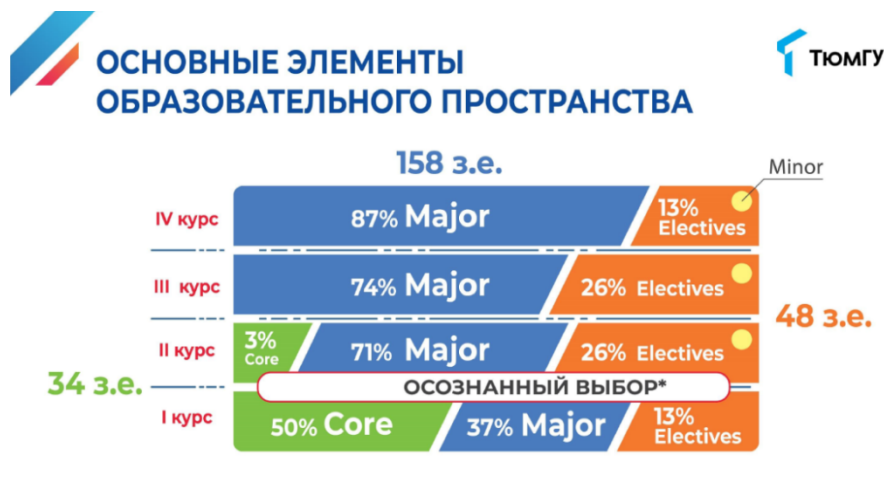 ОСНОВНЫЕ ЭЛЕМЕНТЫ
ОБРАЗОВАТЕЛЬНОГО ПРОСТРАНСТВА
ТюмГУ
158 з.е.
Minor
IV курс
87% Major
13%
Electives
III курс
74% Major
26% Electives
48 з.е.
II курс
3%
Core
71% Major
26% Electives
34 з.е.
ОСОЗНАННЫЙ ВЫБОР*
I курс
50% Core
37% Major
13%
Electives